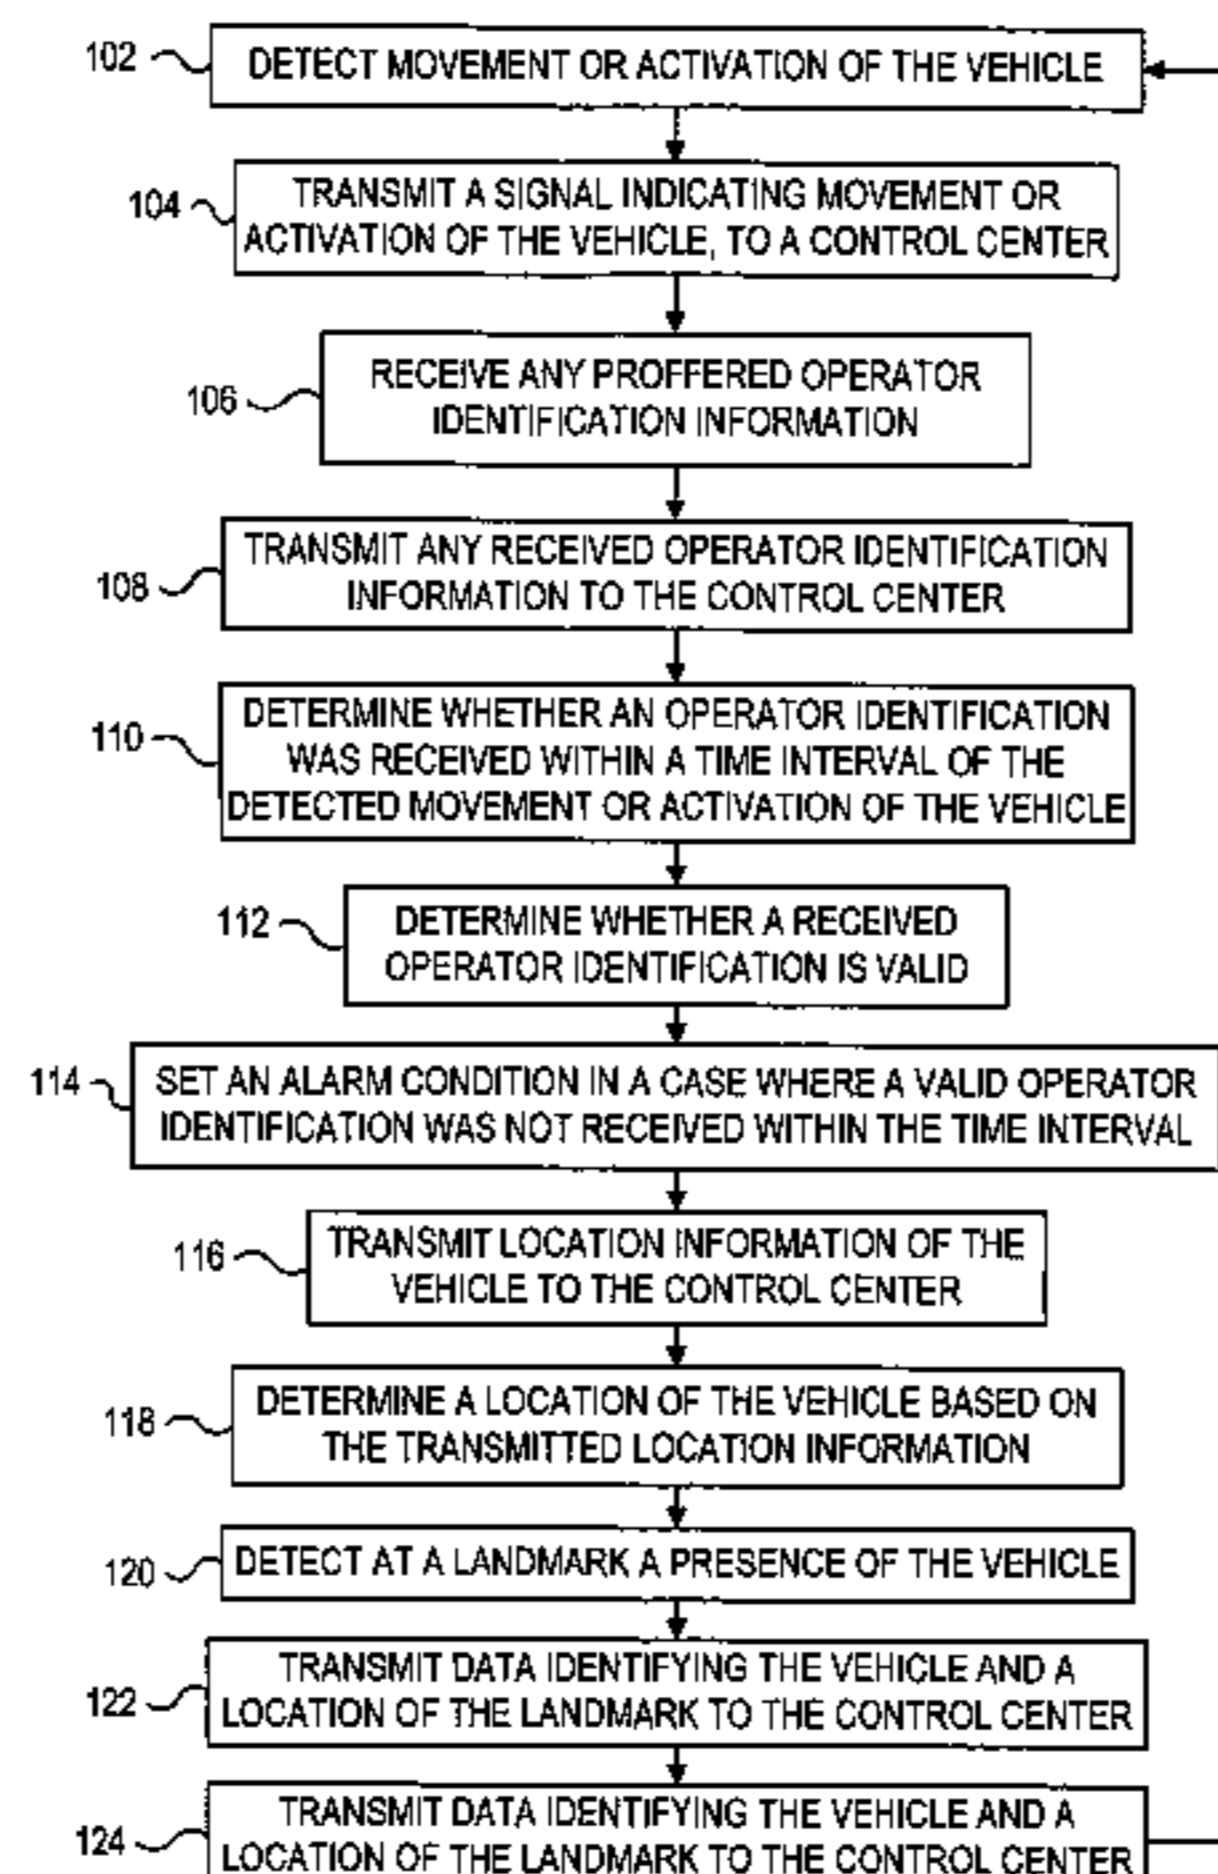 102
DETECT MOVEMENT OR ACTIVATION OF THE VEHICLE
104
TRANSMIT A SIGNAL INDICATING MOVEMENT OR
ACTIVATION OF THE VEHICLE, TO A CONTROL CENTER
106
RECEIVE ANY PROFFERED OPERATOR
IDENTIFICATION INFORMATION
108
TRANSMIT ANY RECEIVED OPERATOR IDENTIFICATION
INFORMATION TO THE CONTROL CENTER
110
DETERMINE WHETHER AN OPERATOR IDENTIFICATION
WAS RECEIVED WITHIN A TIME INTERVAL OF THE
DETECTED MOVEMENT OR ACTIVATION OF THE VEHICLE
112
DETERMINE WHETHER A RECEIVED
OPERATOR IDENTIFICATION IS VALID
114
SET AN ALARM CONDITION IN A CASE WHERE A VALID OPERATOR
IDENTIFICATION WAS NOT RECEIVED WITHIN THE TIME INTERVAL
116
TRANSMIT LOCATION INFORMATION OF THE
VEHICLE TO THE CONTROL CENTER
118
DETERMINE A LOCATION OF THE VEHICLE BASED ON
THE TRANSMITTED LOCATION INFORMATION
120
DETECT AT A LANDMARK A PRESENCE OF THE VEHICLE
122
TRANSMIT DATA IDENTIFYING THE VEHICLE AND A
LOCATION OF THE LANDMARK TO THE CONTROL CENTER
124
TRANSMIT DATA IDENTIFYING THE VEHICLE AND A
LOCATION OF THE LANDMARK TO THE CONTROL CENTER